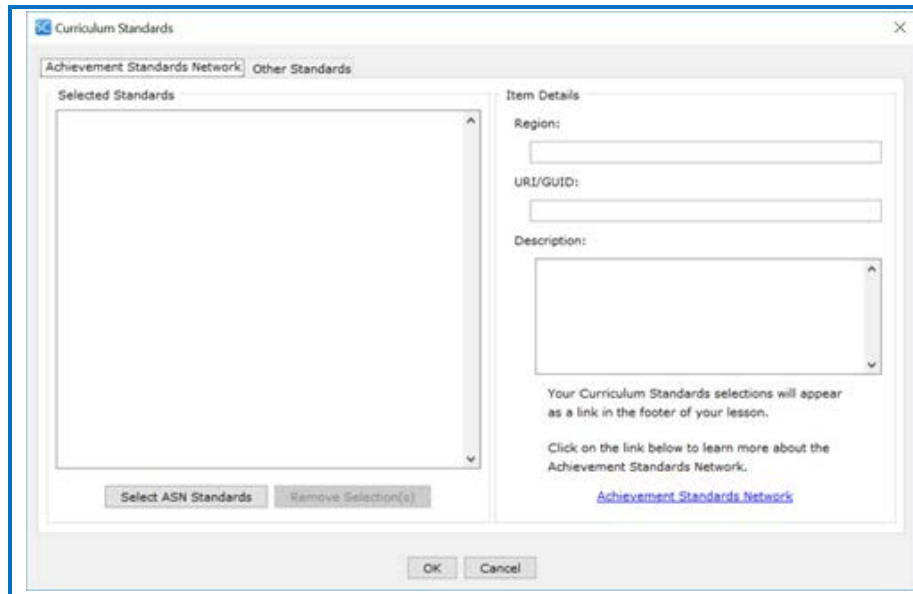 SC Curriculum Standards
Achievement Standards Network Other Standards
Selected Standards
Select ASN Standards Remove Selection(s)
Item Details
Region:
URI/GUID:
Description:
Your Curriculum Standards selections will appear
as a link in the footer of your lesson.
Click on the link below to learn more about the
Achievement Standards Network.
Achievement Standards Network
OK Cancel